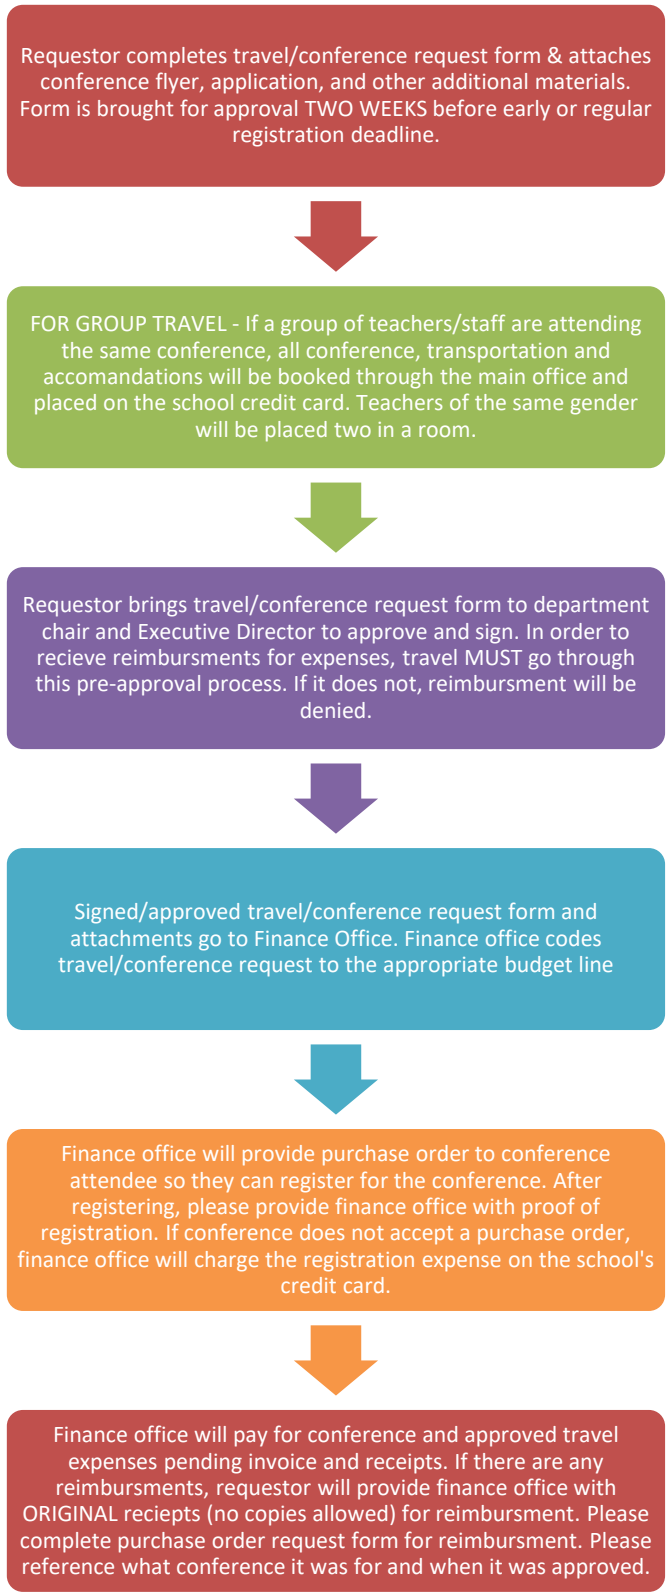 Requestor completes travel/conference request form & attaches
conference flyer, application, and other additional materials.
Form is brought for approval TWO WEEKS before early or regular
registration deadline.
FOR GROUP TRAVEL - If a group of teachers/staff are attending
the same conference, all conference, transportation and
accomandations will be booked through the main office and
placed on the school credit card. Teachers of the same gender
will be placed two in a room.
Requestor brings travel/conference request form to department
chair and Executive Director to approve and sign. In order to
recieve reimbursments for expenses, travel MUST go through
this pre-approval process. If it does not, reimbursment will be
denied.
Signed/approved travel/conference request form and
attachments go to Finance Office. Finance office codes
travel/conference request to the appropriate budget line
Finance office will provide purchase order to conference
attendee so they can register for the conference. After
registering, please provide finance office with proof of
registration. If conference does not accept a purchase order,
finance office will charge the registration expense on the school's
credit card.
Finance office will pay for conference and approved travel
expenses pending invoice and receipts. If there are any
reimbursments, requestor will provide finance office with
ORIGINAL reciepts (no copies allowed) for reimbursment. Please
complete purchase order request form for reimbursment. Please
reference what conference it was for and when it was approved.